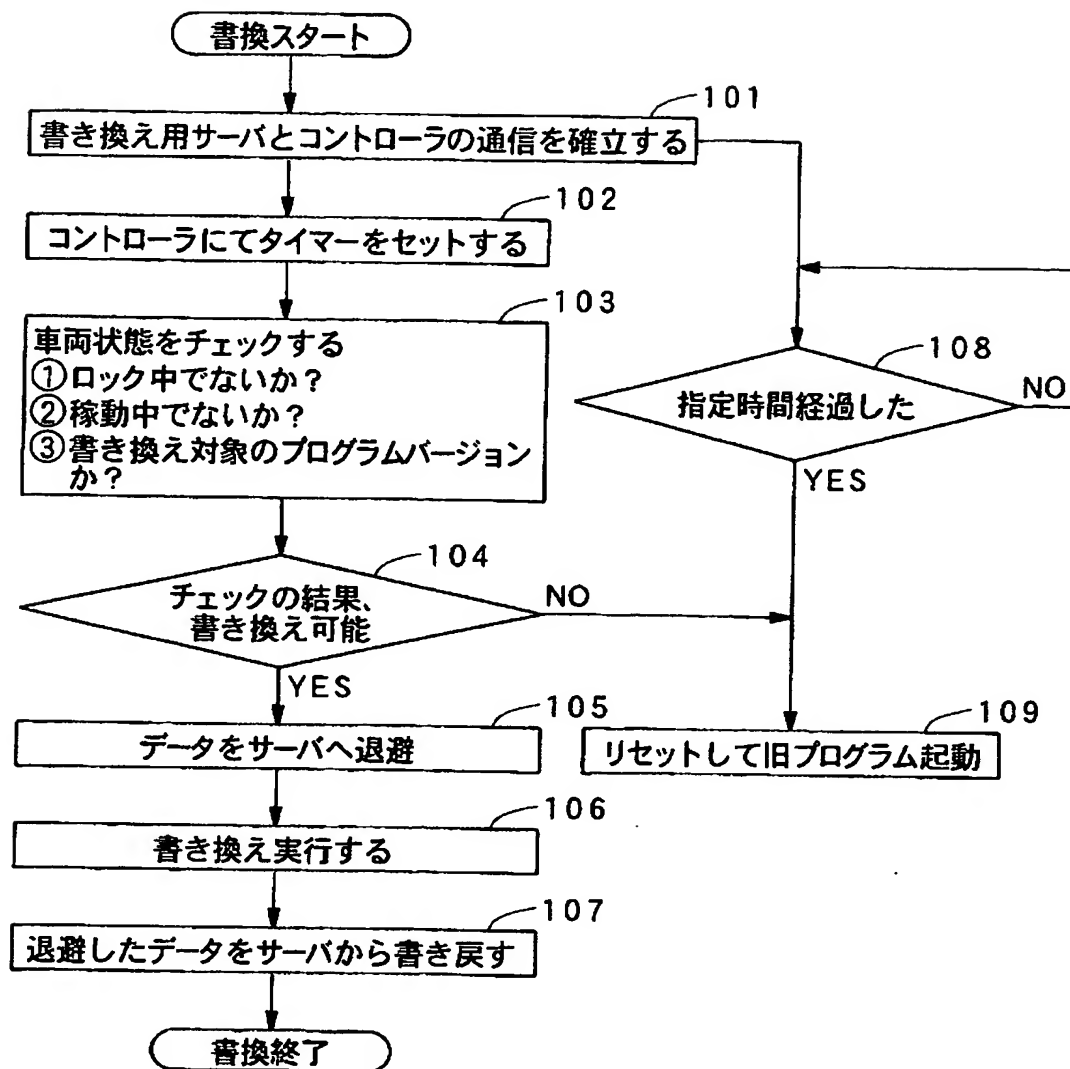 書換スタート
101
書き換え用サーバとコントローラの通信を確立する
102
コントローラにてタイマーをセットする
103
車両状態をチェックする
①ロック中でないか？
②稼動中でないか？
③書き換え対象のプログラムバージョン
か？
104
チェックの結果、
書き換え可能
NO
YES
105
データをサーバへ退避
106
書き換え実行する
107
退避したデータをサーバから書き戻す
書換終了
108
指定時間経過した
NO
YES
109
リセットして旧プログラム起動